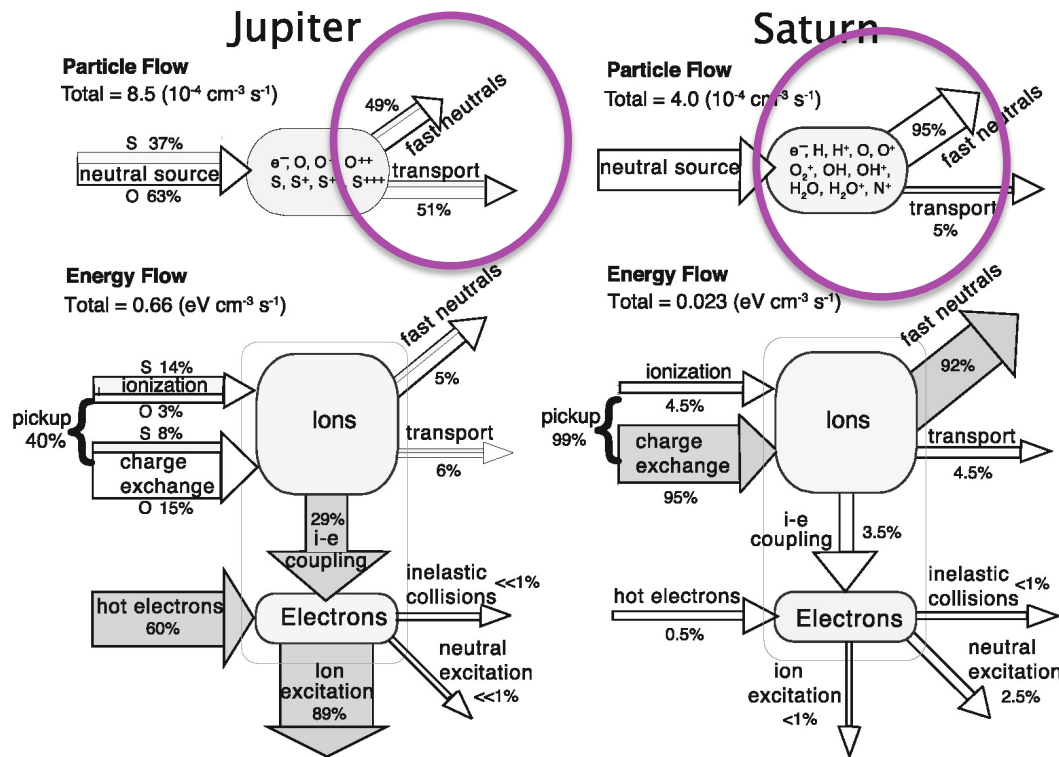 Jupiter
Particle Flow
Total = 8.5 (10⁻⁴ cm⁻³ s⁻¹)
S 37%
neutral source
O 63%
e⁻, O, O⁺, O⁺⁺
S, S⁺, S⁺⁺, S⁺⁺⁺
49%
fast neutrals
transport
51%
Energy Flow
Total = 0.66 (eV cm⁻³ s⁻¹)
S 14%
ionization
O 3%
pickup
40%
S 8%
charge
exchange
O 15%
Ions
fast neutrals
5%
transport
6%
29%
i-e
coupling
hot electrons
60%
Electrons
inelastic
collisions
<<1%
neutral
excitation
<<1%
Ion
excitation
89%
Saturn
Particle Flow
Total = 4.0 (10⁻⁴ cm⁻³ s⁻¹)
neutral source
e⁻, H, H⁺, O, O⁺
O₂⁺, OH, OH⁺,
H₂O, H₂O⁺, N⁺
95%
fast neutrals
transport
5%
Energy Flow
Total = 0.023 (eV cm⁻³ s⁻¹)
ionization
4.5%
pickup
99%
charge
exchange
95%
Ions
fast neutrals
92%
transport
4.5%
i-e
coupling
3.5%
hot electrons
0.5%
Electrons
inelastic
collisions
<1%
neutral
excitation
2.5%
ion
excitation
<1%